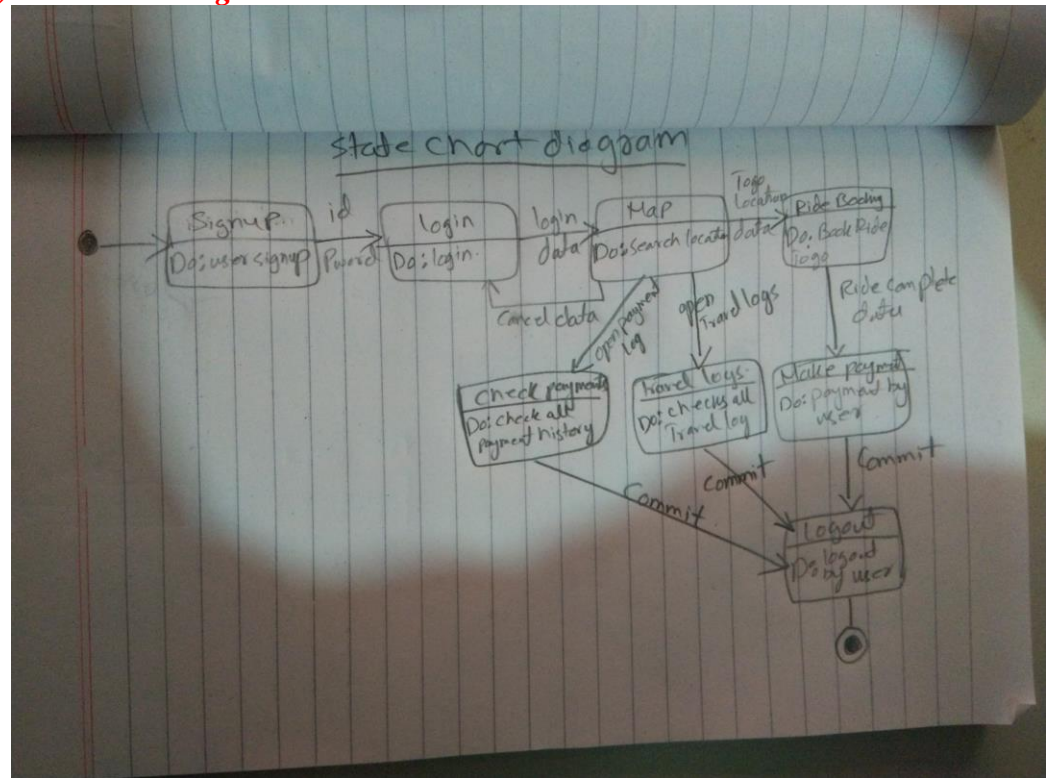 State chart diagram
Signup
Do: user signup
id
login
Do: login
login
data
Map
Do: search locatn
Togo
Location
data
Ride Booking
Do: Book Ride
Togo
Cancel data
open payment
log
open
Travel logs
Ride complete
data
Check payments
Do: check all
payment history
Travel logs
Do: checks all
Travel log
Make payment
Do: payment by
user
Commit
Commit
Commit
Logout
Do: logout
by user